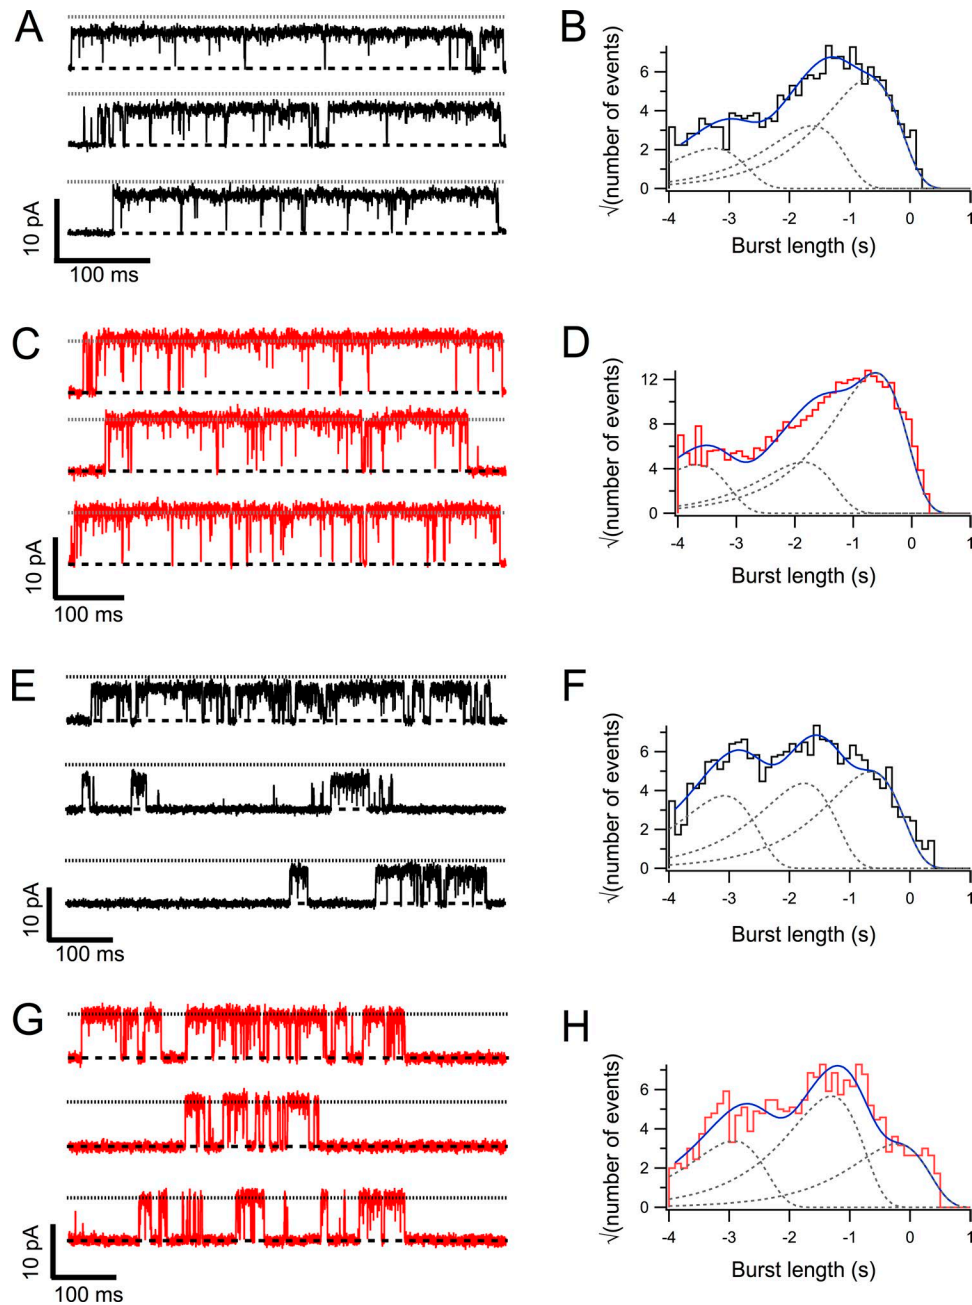 A
10 pA
100 ms
B
√(number of events)
6
4
2
0
-4 -3 -2 -1 0 1
Burst length (s)
C
10 pA
100 ms
D
√(number of events)
12
8
4
0
-4 -3 -2 -1 0 1
Burst length (s)
E
10 pA
100 ms
F
√(number of events)
6
4
2
0
-4 -3 -2 -1 0 1
Burst length (s)
G
10 pA
100 ms
H
√(number of events)
6
4
2
0
-4 -3 -2 -1 0 1
Burst length (s)